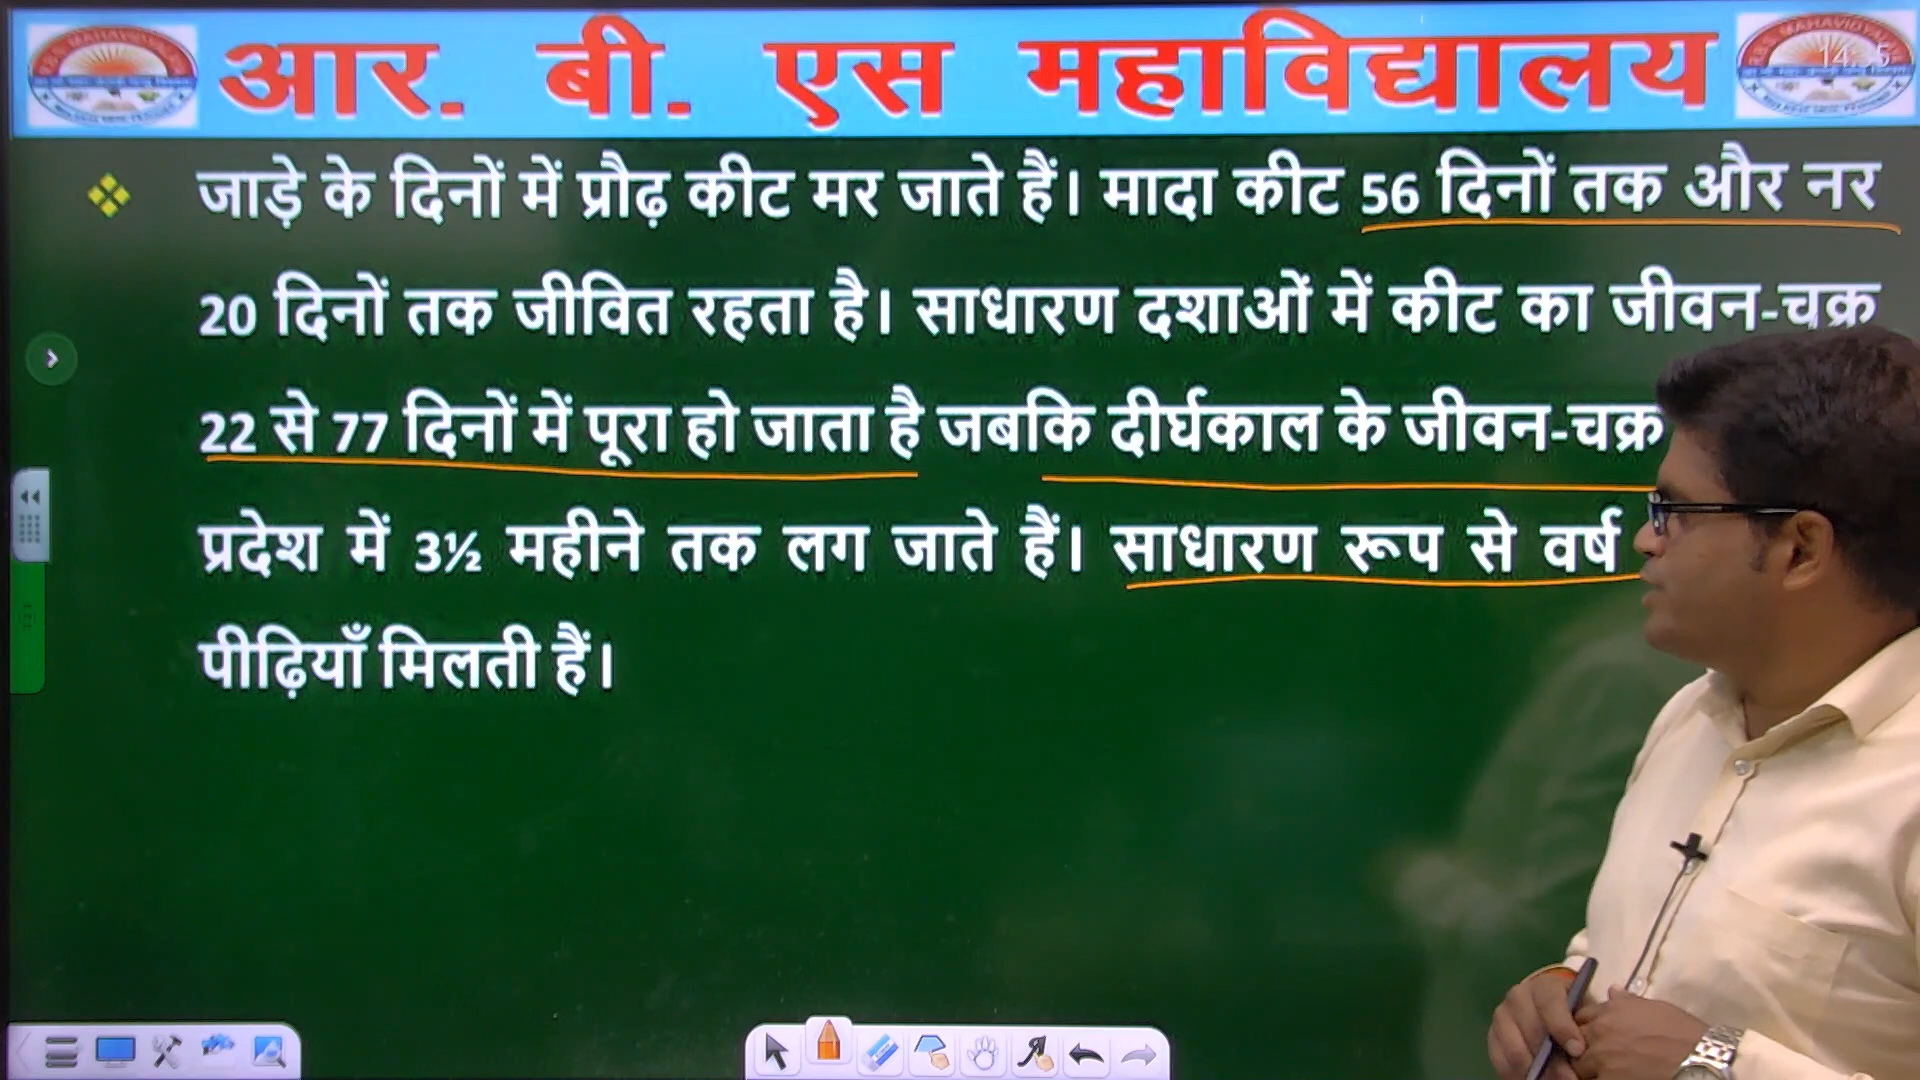 आर. बी. एस महाविद्यालय
जाड़े के दिनों में प्रौढ़ कीट मर जाते हैं। मादा कीट 56 दिनों तक और नर
20 दिनों तक जीवित रहता है। साधारण दशाओं में कीट का जीवन-चक्र
22 से 77 दिनों में पूरा हो जाता है जबकि दीर्घकाल के जीवन-चक्र
प्रदेश में 3½ महीने तक लग जाते हैं। साधारण रूप से वर्ष
पीढ़ियाँ मिलती हैं।